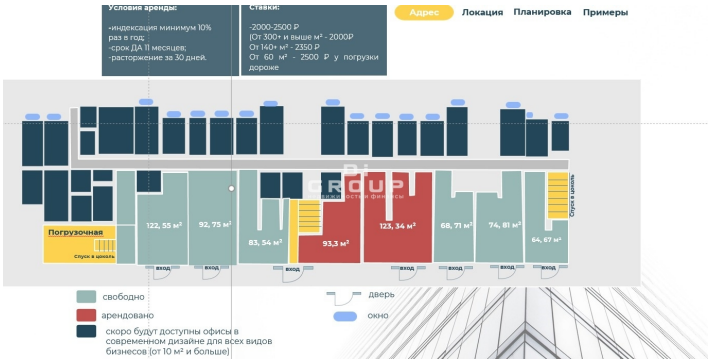 Условия аренды:
-индексация минимум 10%
раз в год;
-срок ДА 11 месяцев;
-расторжение за 30 дней.
Ставки:
-2000-2500 ₽
(От 300+ и выше м² - 2000₽
От 140+ м² - 2350 ₽
От 60 м² - 2500 ₽ у погрузки
дороже
Адрес
Локация
Планировка
Примеры
GROUP
122, 55 м²
92, 75 м²
83, 54 м²
93,3 м²
123, 34 м²
68, 71 м²
74, 81 м²
64, 67 м²
Спуск в цоколь
Погрузочная
Спуск в цоколь
вход
вход
вход
вход
вход
вход
вход
свободно
арендовано
скоро будут доступны офисы в
современном дизайне для всех видов
бизнесов (от 10 м² и больше)
дверь
окно